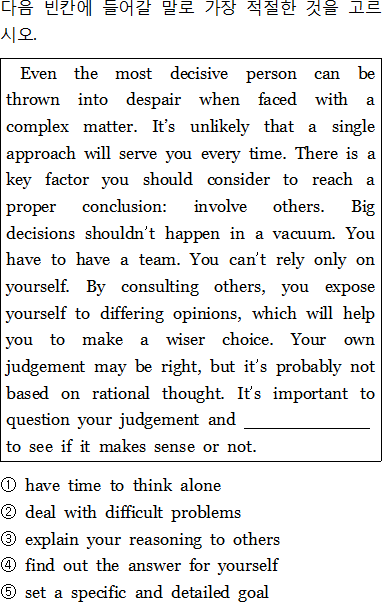 다음 빈칸에 들어갈 말로 가장 적절한 것을 고르
시오.
Even the most decisive person can be
thrown into despair when faced with a
complex matter. It's unlikely that a single
approach will serve you every time. There is a
key factor you should consider to reach a
proper conclusion: involve others. Big
decisions shouldn't happen in a vacuum. You
have to have a team. You can't rely only on
yourself. By consulting others, you expose
yourself to differing opinions, which will help
you to make a wiser choice. Your own
judgement may be right, but it's probably not
based on rational thought. It's important to
question your judgement and ______________
to see if it makes sense or not.
① have time to think alone
② deal with difficult problems
③ explain your reasoning to others
④ find out the answer for yourself
⑤ set a specific and detailed goal